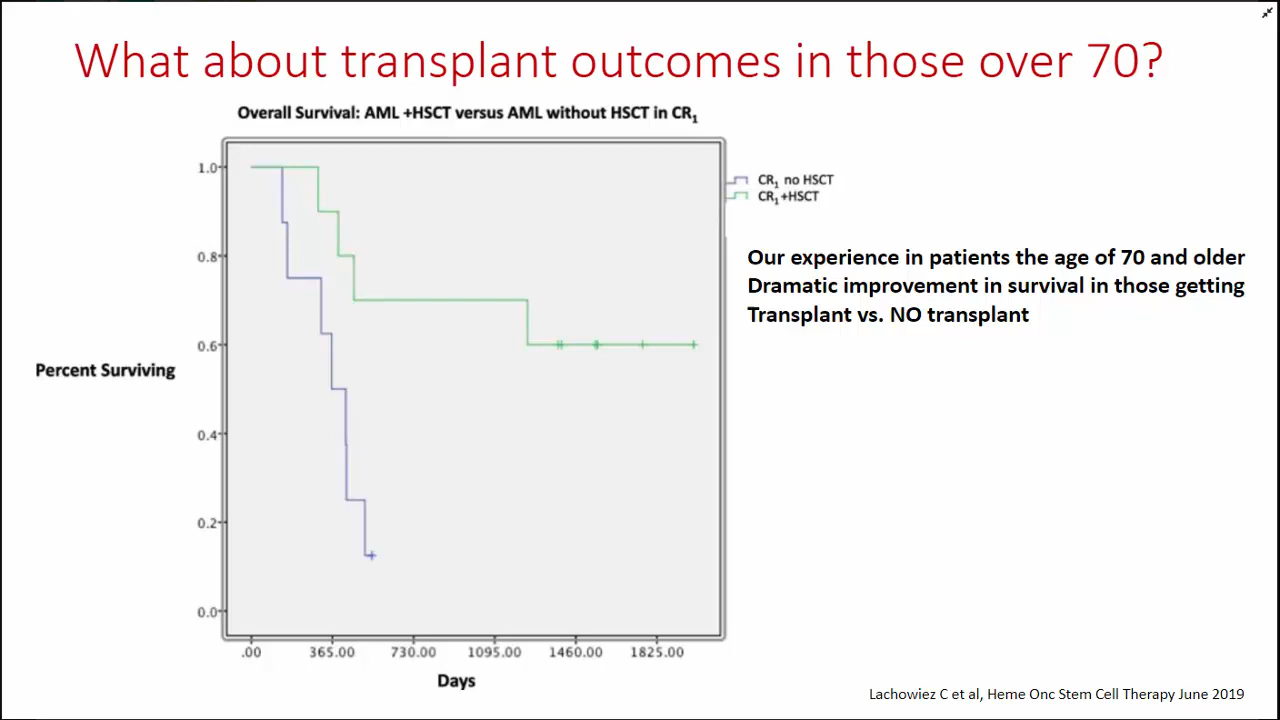 What about transplant outcomes in those over 70?
Overall Survival: AML +HSCT versus AML without HSCT in CR1
1.0
0.8
0.6
0.4
0.2
0.0
Percent Surviving
.00 365.00 730.00 1095.00 1460.00 1825.00
Days
CR1 no HSCT
CR1 +HSCT
Our experience in patients the age of 70 and older
Dramatic improvement in survival in those getting
Transplant vs. NO transplant
Lachowiez C et al, Heme Onc Stem Cell Therapy June 2019